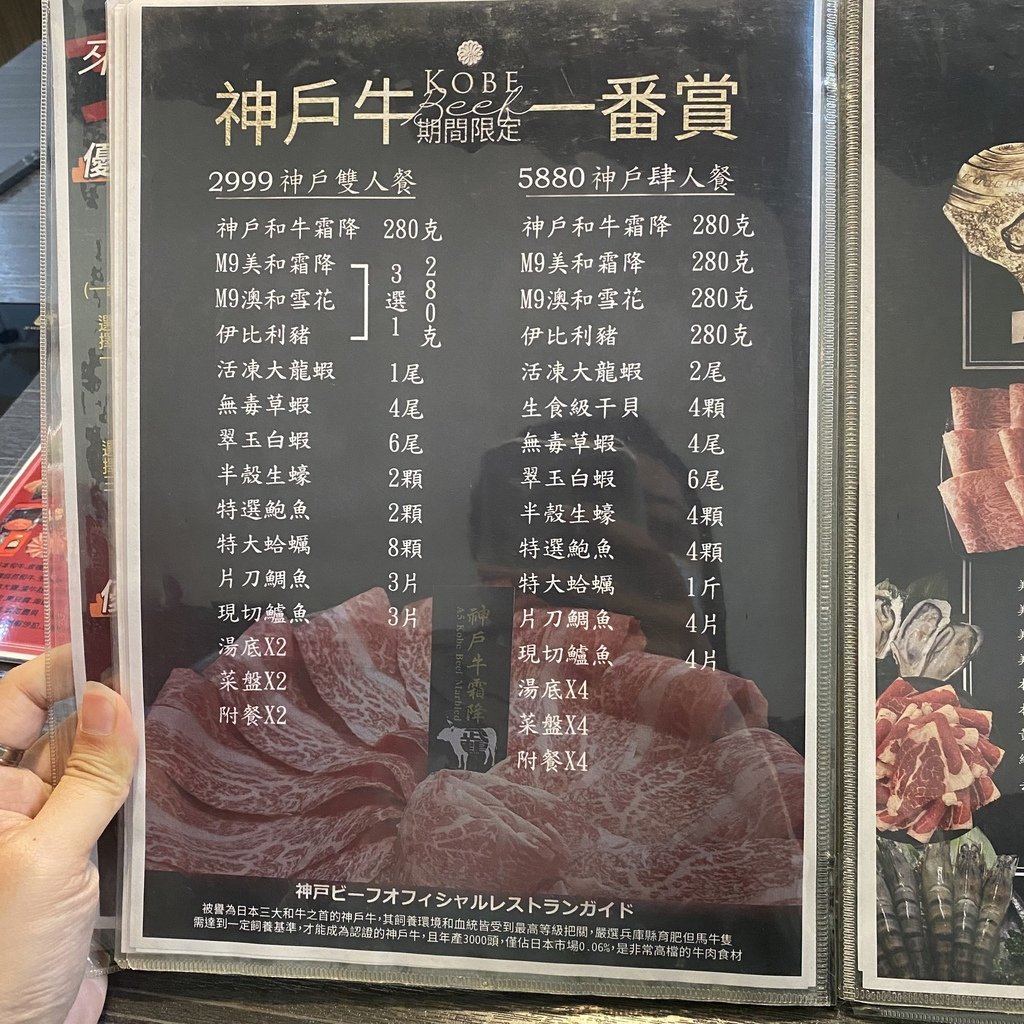 KOBE
Beef
神戶牛 期間限定 一番賞
2999神戶雙人餐
神戶和牛霜降 280克
M9美和霜降
M9澳和雪花
伊比利豬
3選1 280克
活凍大龍蝦 1尾
無毒草蝦 4尾
翠玉白蝦 6尾
半殼生蠔 2顆
特選鮑魚 2顆
特大蛤蠣 8顆
片刀鯛魚 3片
現切鱸魚 3片
湯底X2
菜盤X2
附餐X2
5880神戶肆人餐
神戶和牛霜降 280克
M9美和霜降 280克
M9澳和雪花 280克
伊比利豬 280克
活凍大龍蝦 2尾
生食級干貝 4顆
無毒草蝦 4尾
翠玉白蝦 6尾
半殼生蠔 4顆
特選鮑魚 4顆
特大蛤蠣 1斤
片刀鯛魚 4片
現切鱸魚 4片
湯底X4
菜盤X4
附餐X4
神戶牛霜降
A5 Kobe Beef Marbled
神戸ビーフオフィシャルレストランガイド
被譽為日本三大和牛之首的神戶牛,其飼養環境和血統皆受到最高等級把關,嚴選兵庫縣育肥但馬牛隻
需達到一定飼養基準,才能成為認證的神戶牛,且年產3000頭,僅佔日本市場0.06%,是非常高檔的牛肉食材